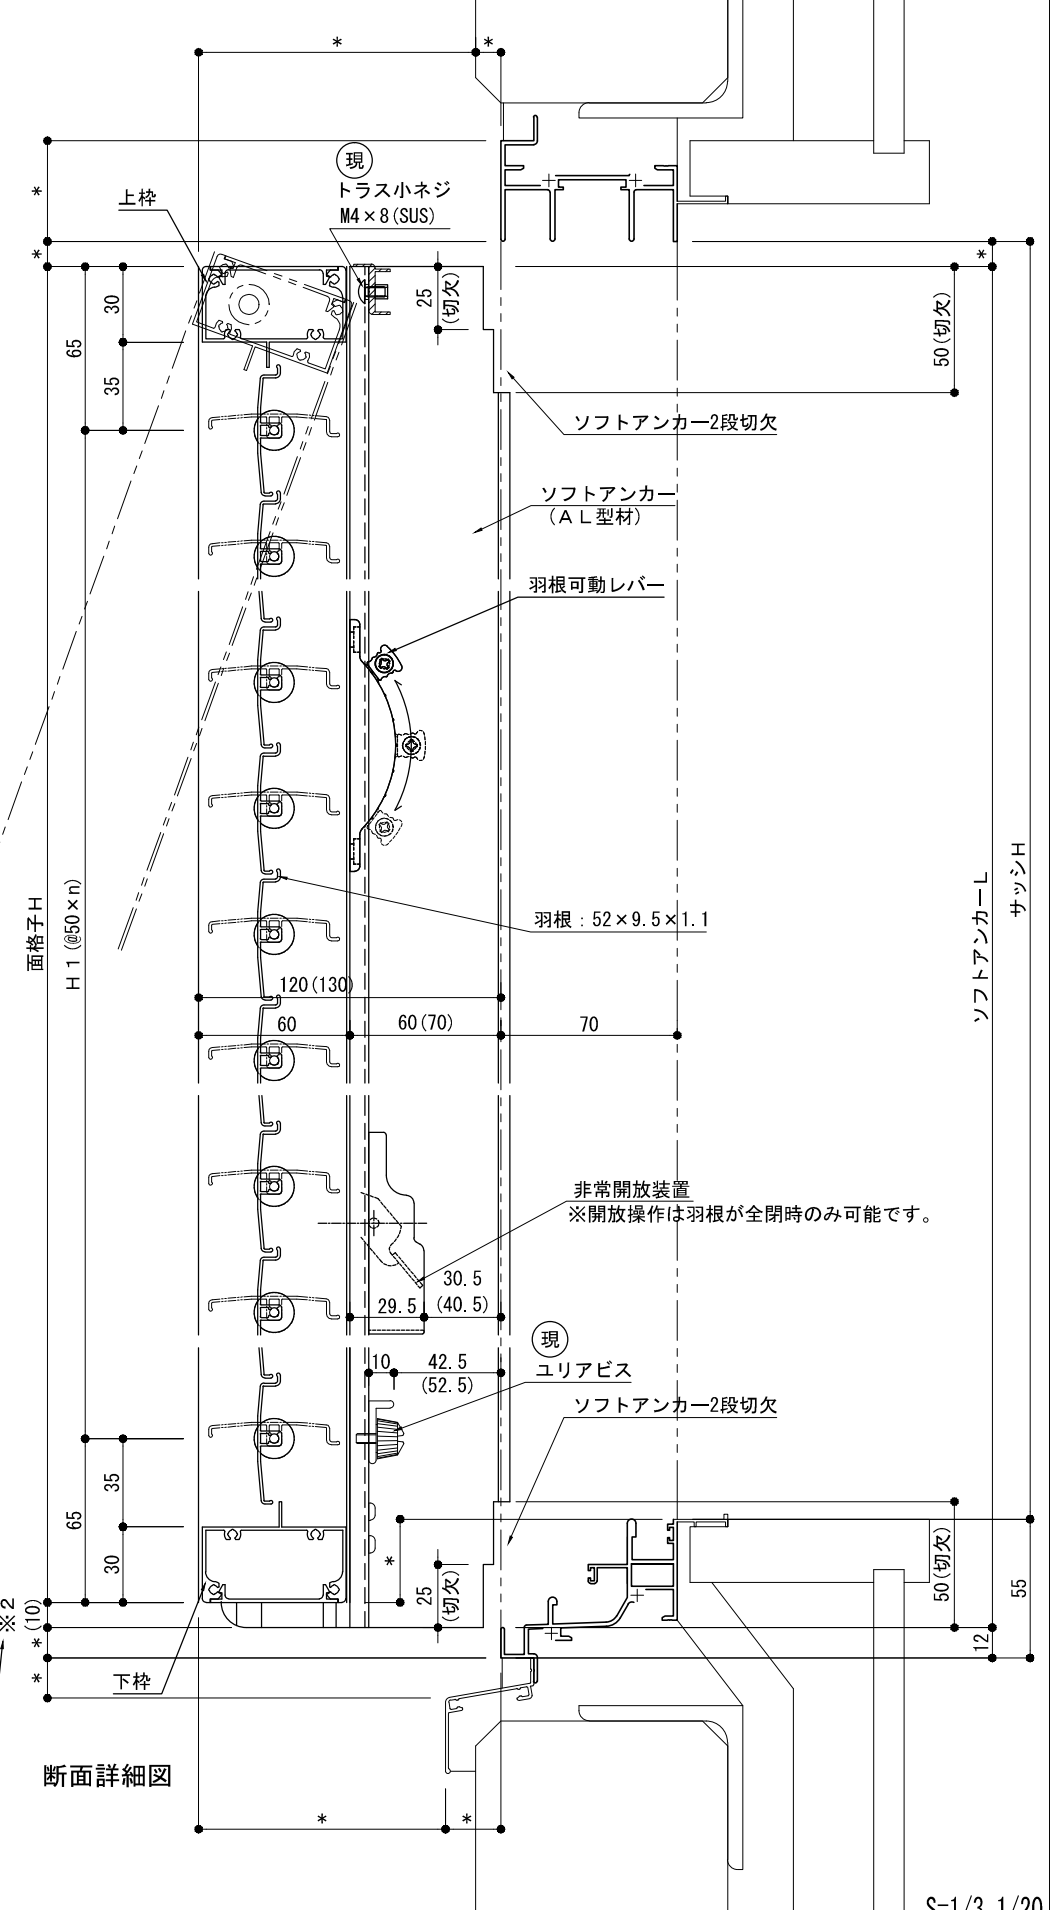 *
*
現
トラス小ネジ
M4×8(SUS)
上枠
*
*
*
30
65
35
25
(切欠)
50(切欠)
ソフトアンカー2段切欠
ソフトアンカー
(AL型材)
羽根可動レバー
面格子H
H1(@50×n)
羽根:52×9.5×1.1
ソフトアンカーL
サッシH
120(130)
60
60(70)
70
非常開放装置
※開放操作は羽根が全閉時のみ可能です。
30.5
29.5
(40.5)
現
10
42.5
ユリアビス
(52.5)
ソフトアンカー2段切欠
35
65
30
*
25
(切欠)
50(切欠)
55
12
※2
(10)
*
*
下枠
断面詳細図
*
*
S=1/3,1/20